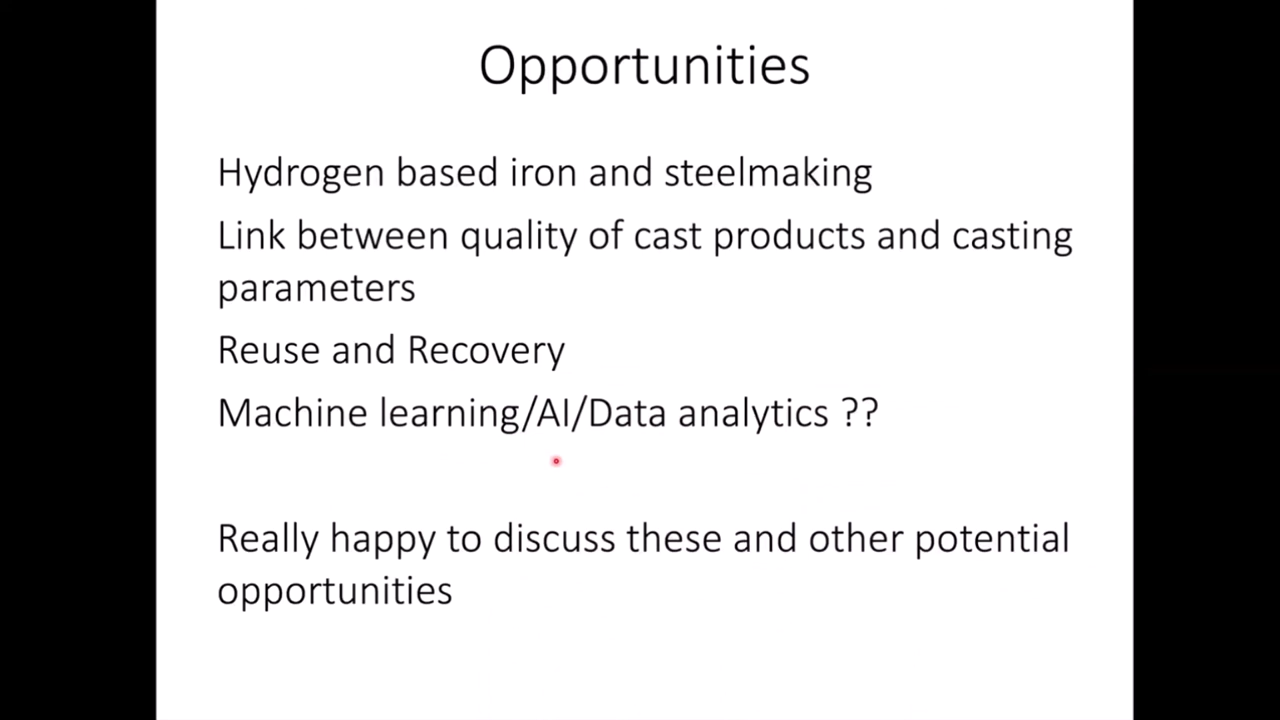 Opportunities
Hydrogen based iron and steelmaking
Link between quality of cast products and casting
parameters
Reuse and Recovery
Machine learning/AI/Data analytics ??
Really happy to discuss these and other potential
opportunities